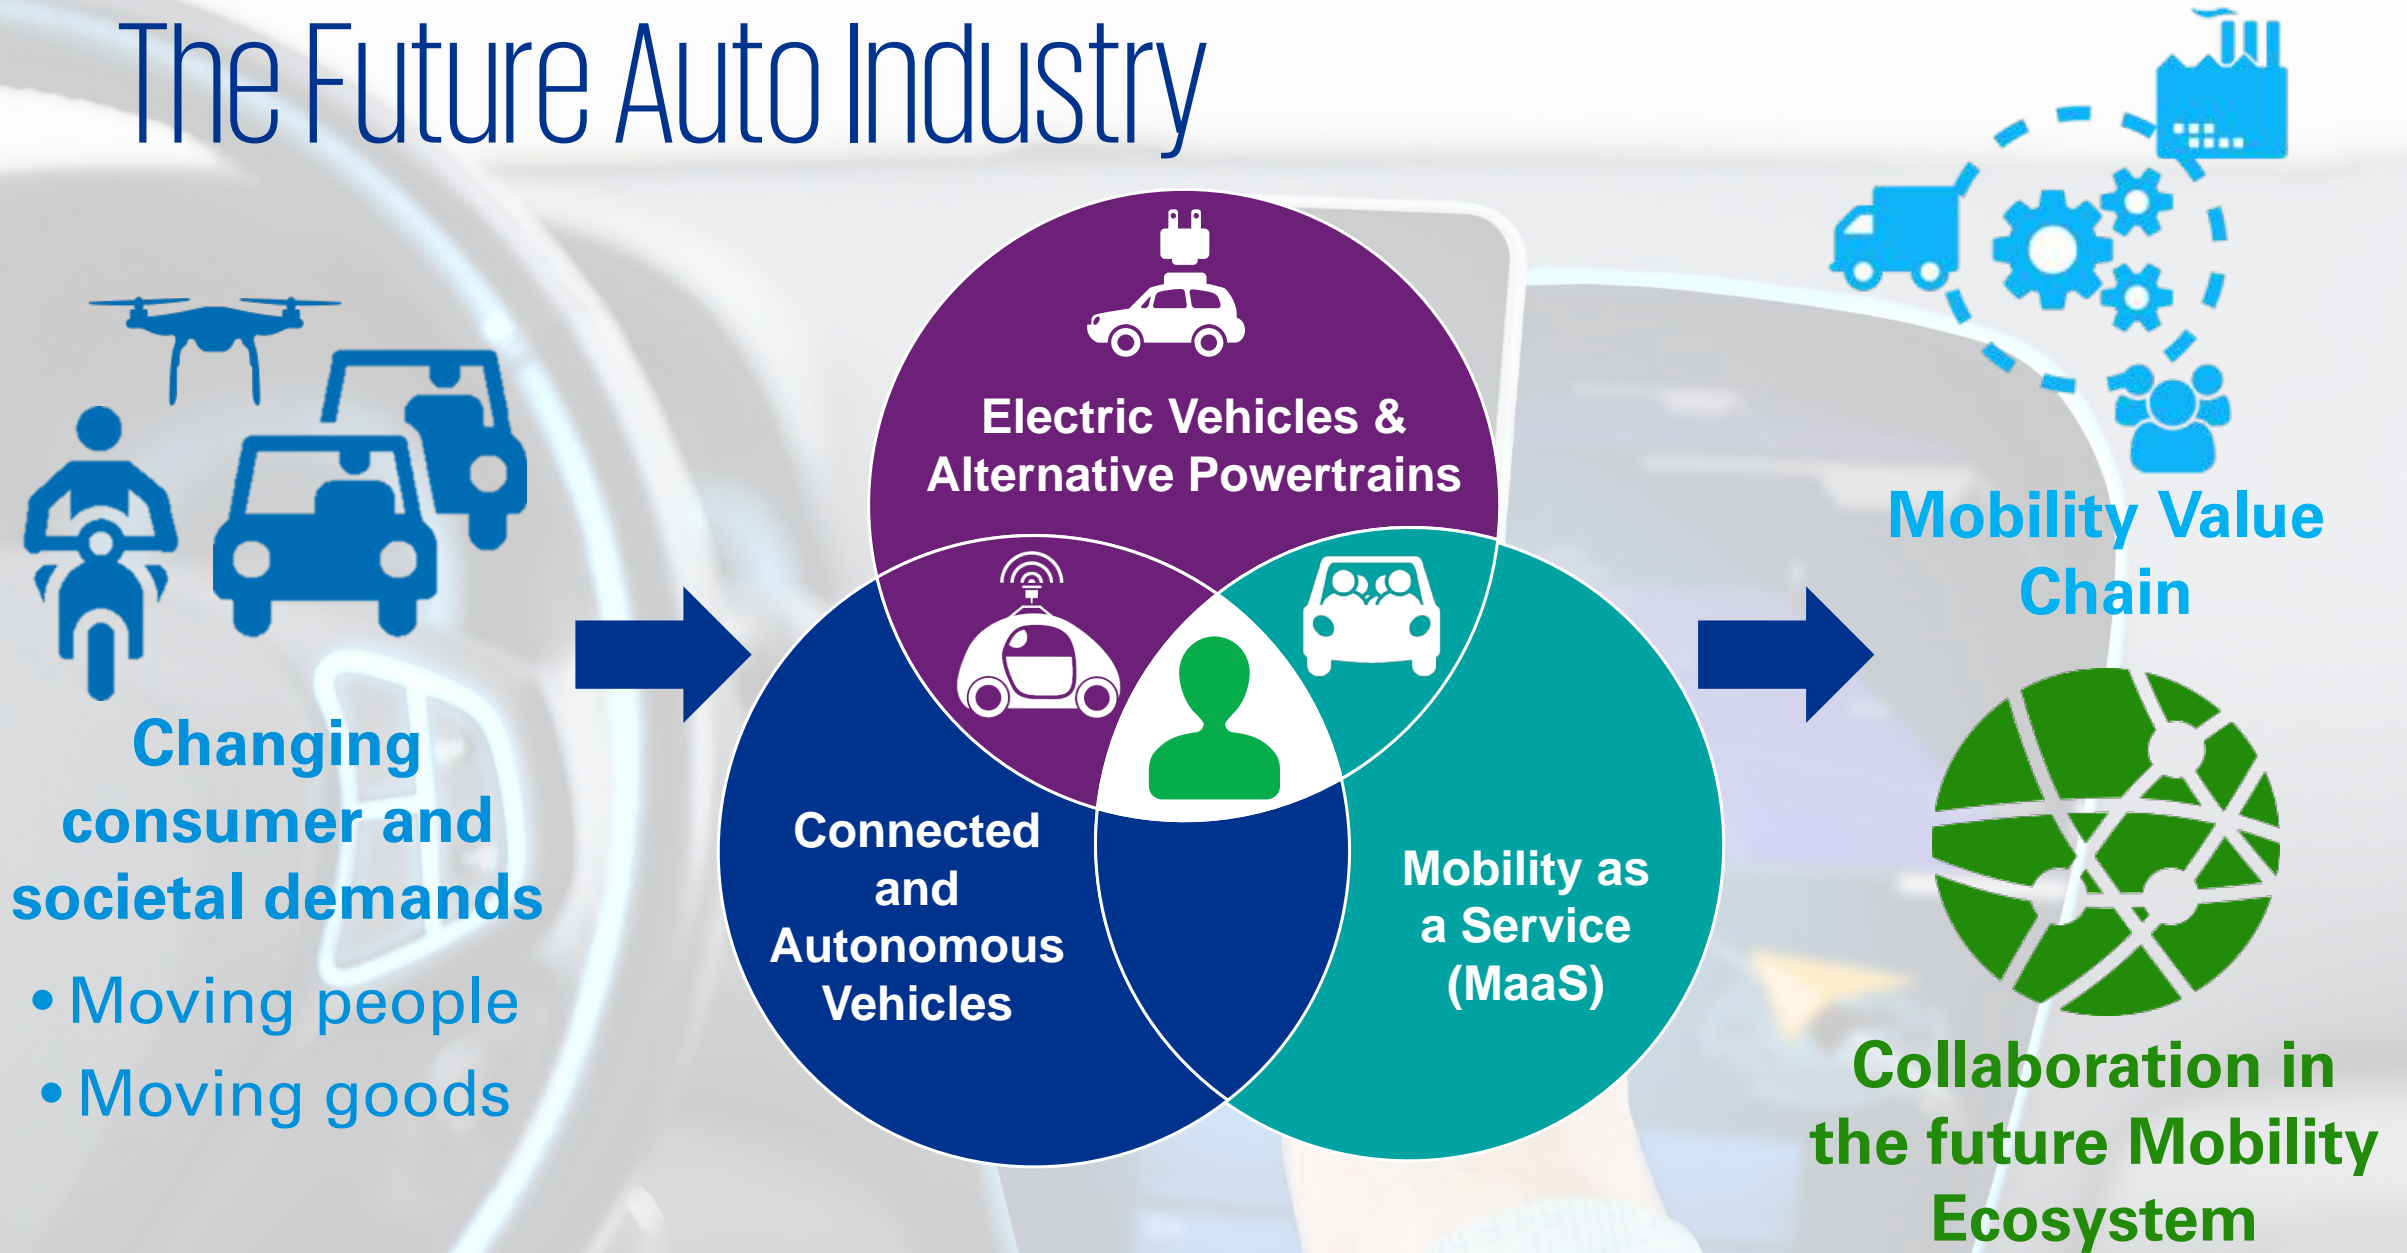 The Future Auto Industry
Changing
consumer and
societal demands
• Moving people
• Moving goods
Electric Vehicles &
Alternative Powertrains
Connected
and
Autonomous
Vehicles
Mobility as
a Service
(MaaS)
Mobility Value
Chain
Collaboration in
the future Mobility
Ecosystem